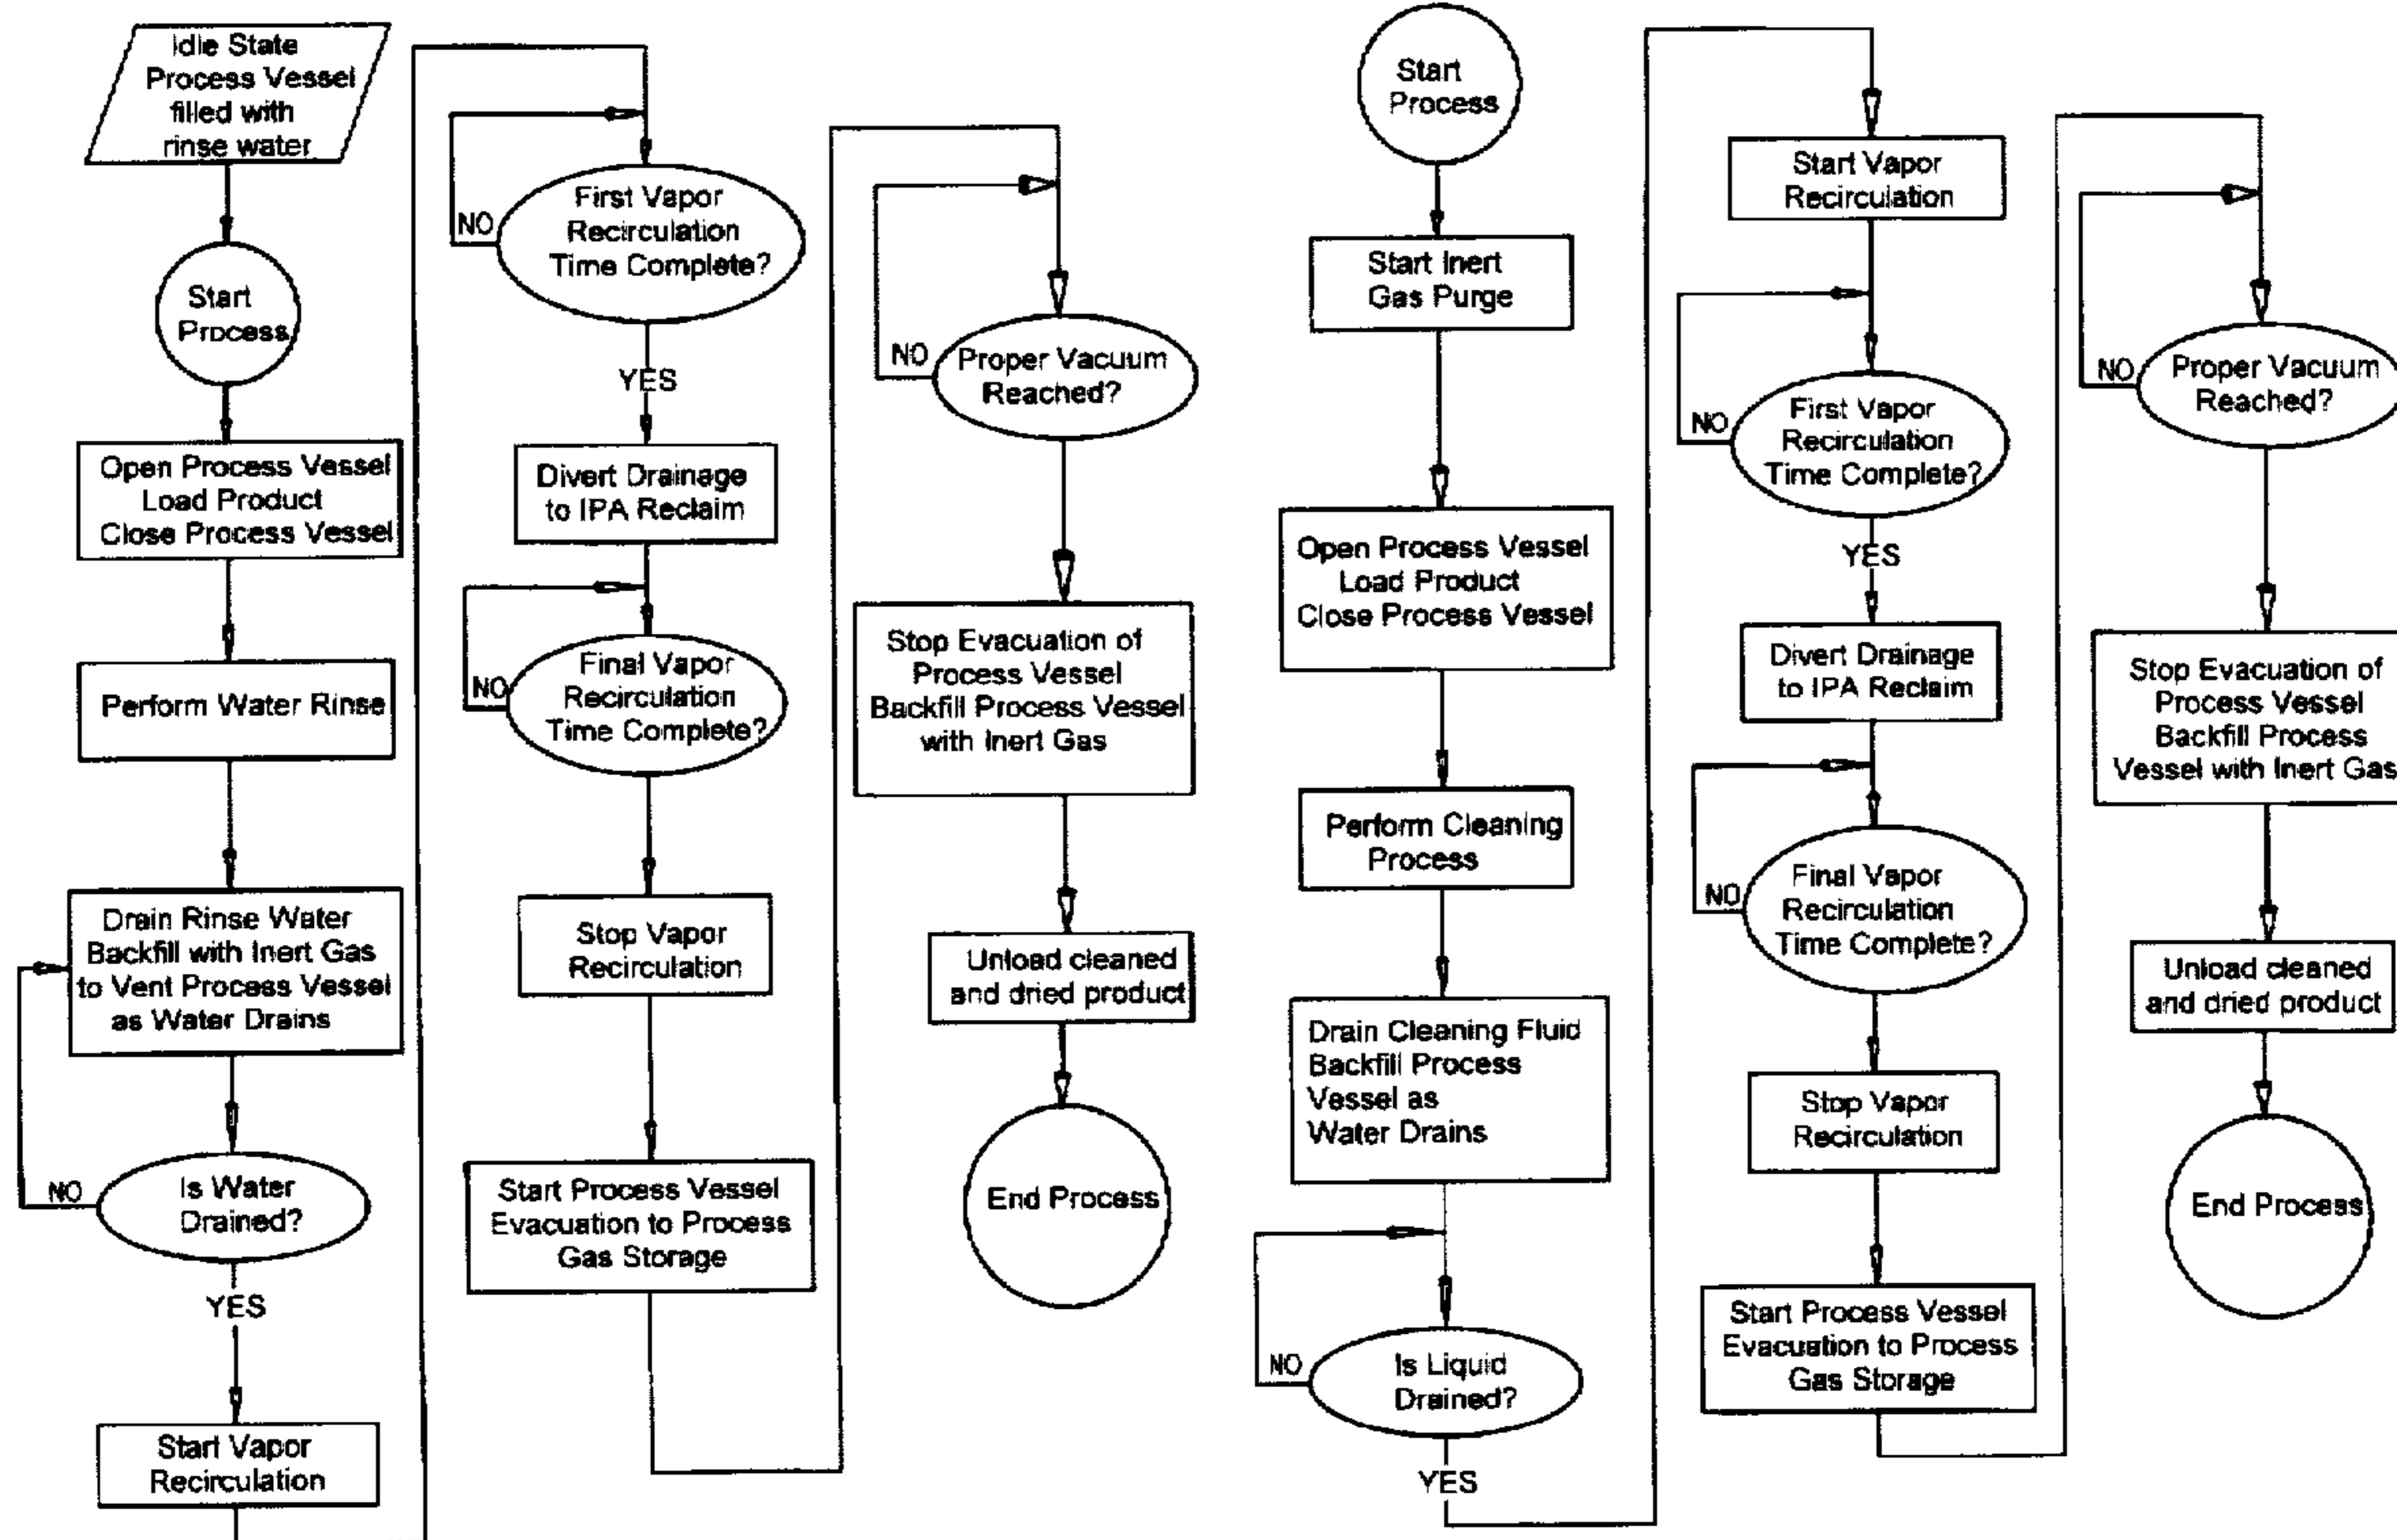 Idle State
Process Vessel
filled with
rinse water
Start
Process
Open Process Vessel
Load Product
Close Process Vessel
Perform Water Rinse
Drain Rinse Water
Backfill with Inert Gas
to Vent Process Vessel
as Water Drains
NO
Is Water
Drained?
YES
Start Vapor
Recirculation
First Vapor
Recirculation
Time Complete?
NO
YES
Divert Drainage
to IPA Reclaim
Final Vapor
Recirculation
Time Complete?
NO
Stop Vapor
Recirculation
Start Process Vessel
Evacuation to Process
Gas Storage
NO
Proper Vacuum
Reached?
Stop Evacuation of
Process Vessel
Backfill Process Vessel
with Inert Gas
Unload cleaned
and dried product
End Process
Start
Process
Start Inert
Gas Purge
Open Process Vessel
Load Product
Close Process Vessel
Perform Cleaning
Process
Drain Cleaning Fluid
Backfill Process
Vessel as
Water Drains
NO
Is Liquid
Drained?
YES
Start Vapor
Recirculation
First Vapor
Recirculation
Time Complete?
NO
YES
Divert Drainage
to IPA Reclaim
Final Vapor
Recirculation
Time Complete?
NO
Stop Vapor
Recirculation
Start Process Vessel
Evacuation to Process
Gas Storage
NO
Proper Vacuum
Reached?
Stop Evacuation of
Process Vessel
Backfill Process
Vessel with Inert Gas
Unload cleaned
and dried product
End Process